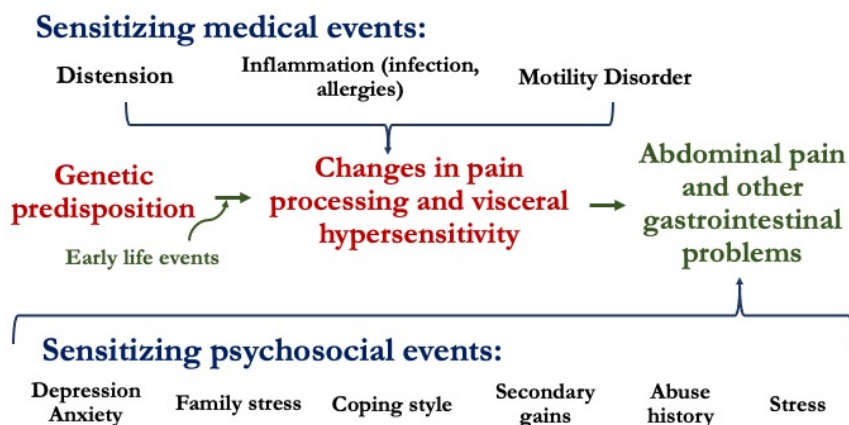 Sensitizing medical events:
Distension
Inflammation (infection,
allergies)
Motility Disorder
Genetic
predisposition
Early life events
Changes in pain
processing and visceral
hypersensitivity
Abdominal pain
and other
gastrointestinal
problems
Sensitizing psychosocial events:
Depression
Anxiety
Family stress
Coping style
Secondary
gains
Abuse
history
Stress